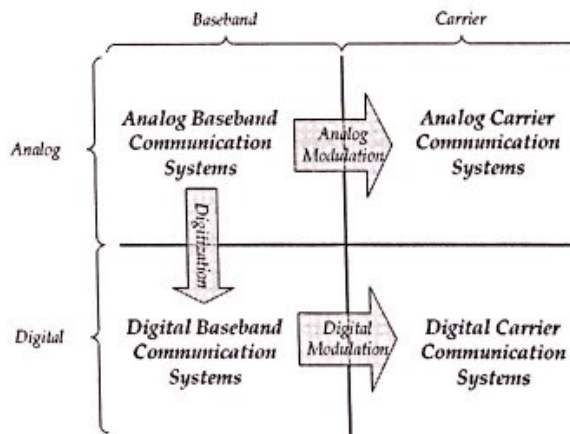 Baseband
Carrier
Analog
Analog Baseband
Communication
Systems
Analog
Modulation
Analog Carrier
Communication
Systems
Digitization
Digital
Digital Baseband
Communication
Systems
Digital
Modulation
Digital Carrier
Communication
Systems